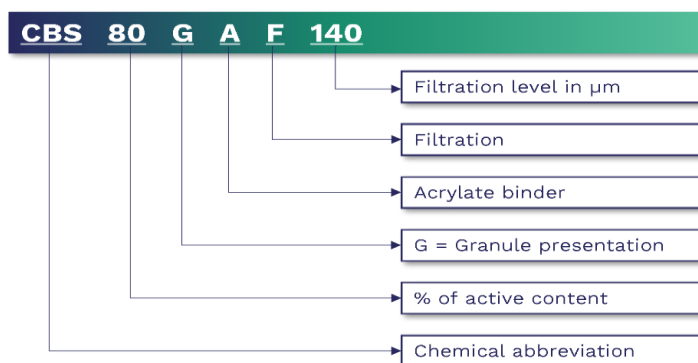 CBS 80 G A F 140
Filtration level in µm
Filtration
Acrylate binder
G = Granule presentation
% of active content
Chemical abbreviation